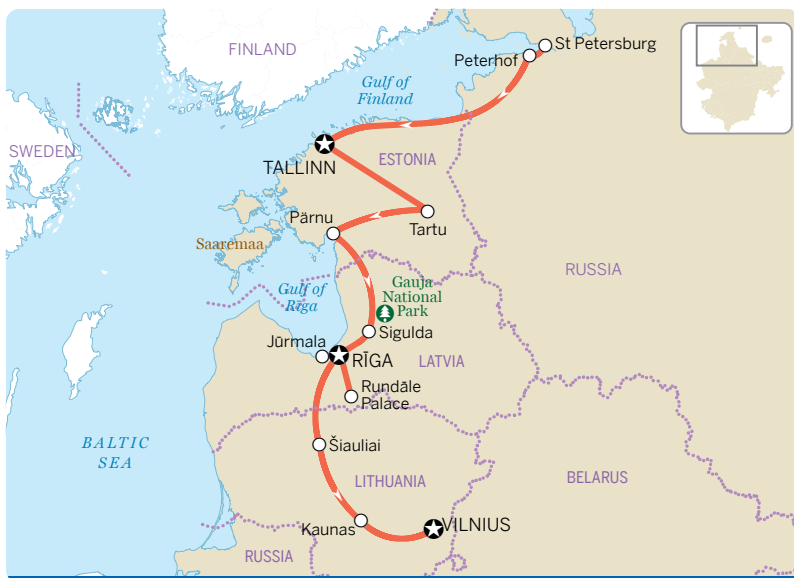 FINLAND
St Petersburg
Peterhof
Gulf of
Finland
SWEDEN
TALLINN
ESTONIA
Pärnu
Tartu
Saaremaa
RUSSIA
Gulf of
Rīga
Gauja
National
Park
Sigulda
Jūrmala
RĪGA
LATVIA
Rundāle
Palace
BALTIC
SEA
Šiauliai
LITHUANIA
BELARUS
Kaunas
VILNIUS
RUSSIA